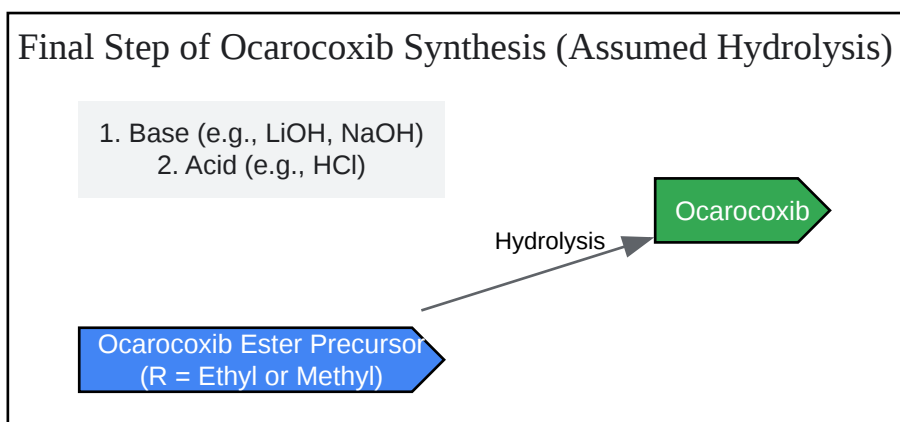 Final Step of Ocarocoxib Synthesis (Assumed Hydrolysis)
1. Base (e.g., LiOH, NaOH)
2. Acid (e.g., HCl)
Ocarocoxib
Hydrolysis
Ocarocoxib Ester Precursor
(R = Ethyl or Methyl)